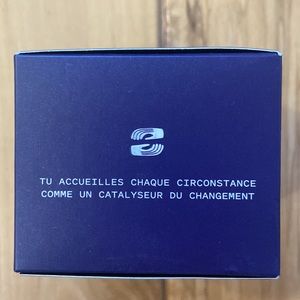 TU ACCUEILLES CHAQUE CIRCONSTANCE
COMME UN CATALYSEUR DU CHANGEMENT